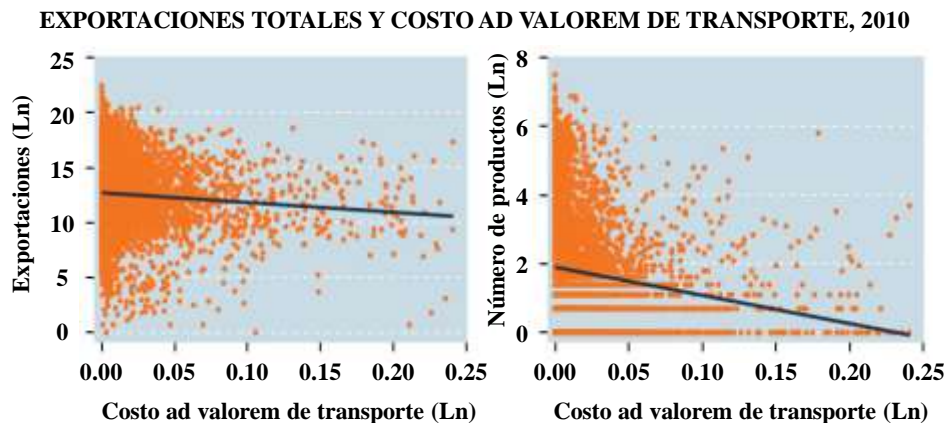 EXPORTACIONES TOTALES Y COSTO AD VALOREM DE TRANSPORTE, 2010
Exportaciones (Ln)
25
20
15
10
5
0
0.00 0.05 0.10 0.15 0.20 0.25
Costo ad valorem de transporte (Ln)
Número de productos (Ln)
8
6
4
2
0
0.00 0.05 0.10 0.15 0.20 0.25
Costo ad valorem de transporte (Ln)